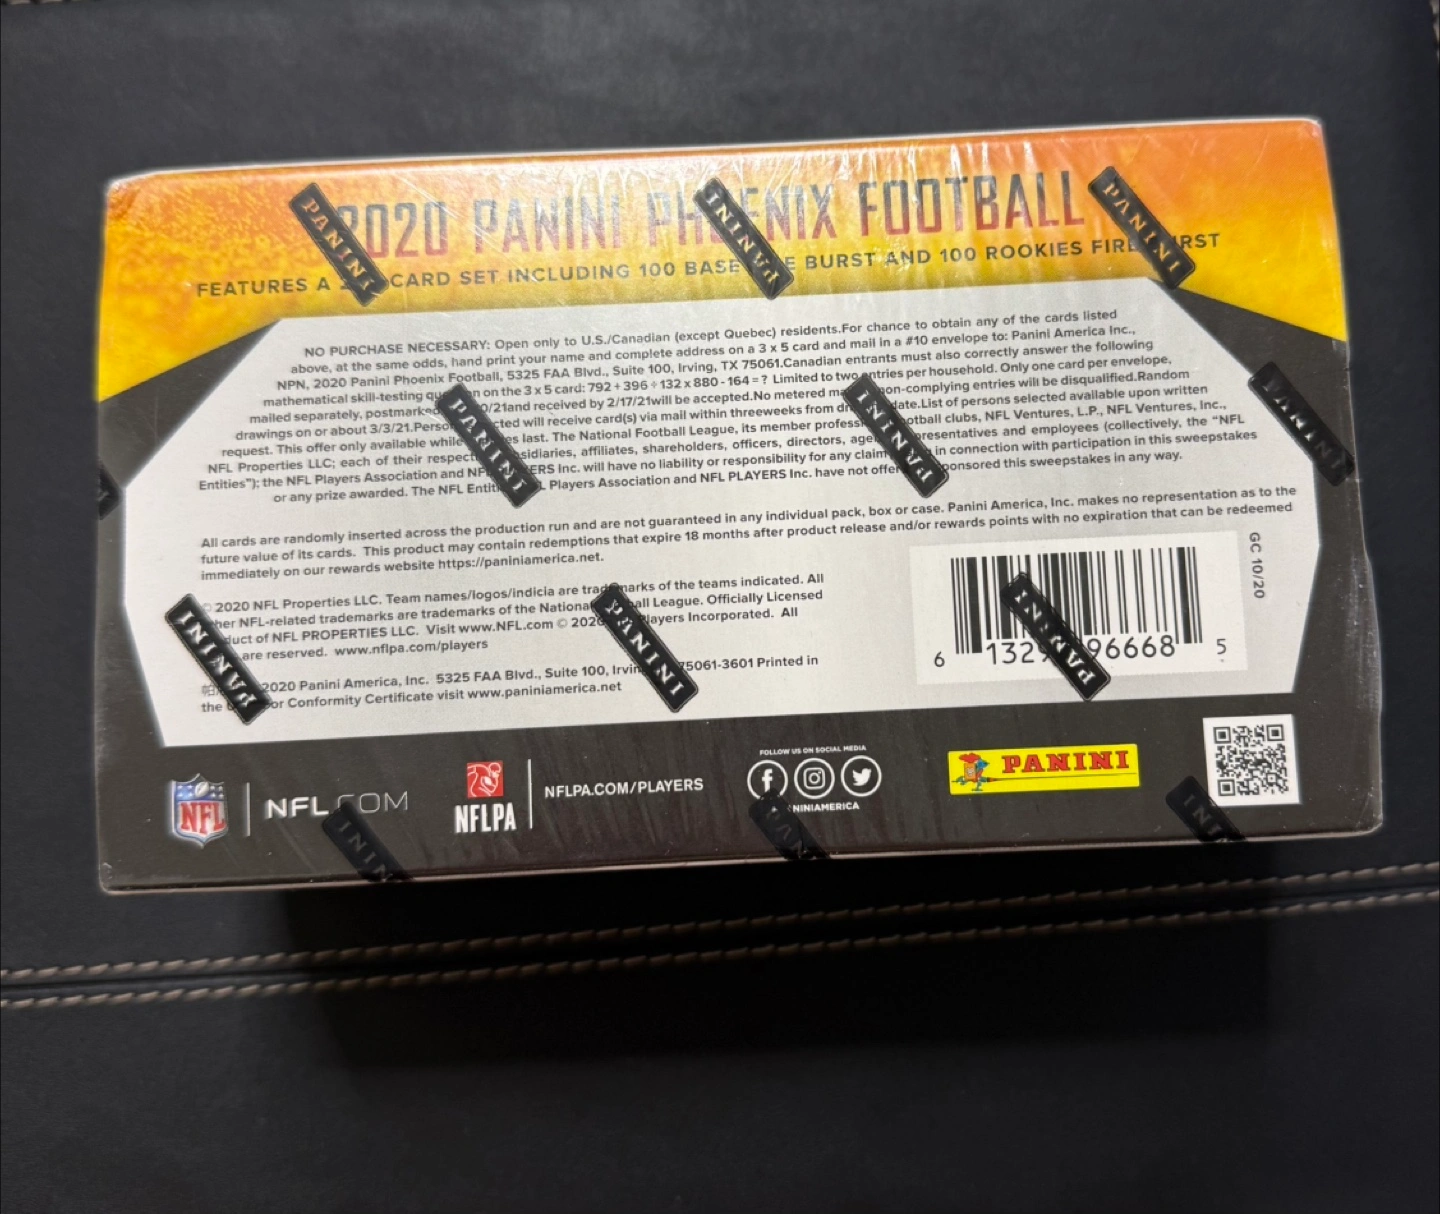 2020 PANINI PHOENIX FOOTBALL
FEATURES A CARD SET INCLUDING 100 BASE BURST AND 100 ROOKIES FIRE
NO PURCHASE NECESSARY: Open only to U.S./Canadian (except Quebec) residents.For chance to obtain any of the cards listed
above, at the same odds, hand print your name and complete address on a 3 x 5 card and mail in a #10 envelope to: Panini America Inc.,
NPN, 2020 Panini Phoenix Football, 5325 FAA Blvd., Suite 100, Irving, TX 75061.Canadian entrants must also correctly answer the following
mathematical skill-testing on the 3 x 5 card: 792 + 396 ÷ 132 x 880 - 164 = ? Limited to two entries per household. Only one card per envelope,
mailed separately, postmarked /21and received by 2/17/21will be accepted.No metered non-complying entries will be disqualified.Random
drawings on or about 3/3/21. will receive card(s) via mail within threeweeks from date.List of persons selected available upon written
request. This offer only available while last. The National Football League, its member football clubs, NFL Ventures, L.P., NFL Ventures, Inc.,
NFL Properties LLC; each of their affiliates, shareholders, officers, directors, and employees (collectively, the "NFL
Entities"); the NFL Players Association and Inc. will have no liability or responsibility for any claim in connection with participation in this sweepstakes
or any prize awarded. The NFL Players Association and NFL PLAYERS Inc. have not sponsored this sweepstakes in any way.
All cards are randomly inserted across the production run and are not guaranteed in any individual pack, box or case. Panini America, Inc. makes no representation as to the
future value of its cards. This product may contain redemptions that expire 18 months after product release and/or rewards points with no expiration that can be redeemed
immediately on our rewards website https://paniniamerica.net.
© 2020 NFL Properties LLC. Team names/logos/indicia are trademarks of the teams indicated. All
other NFL-related trademarks are trademarks of the National League. Officially Licensed
Product of NFL PROPERTIES LLC. Visit www.NFL.com © 2020 Players Incorporated. All
are reserved. www.nflpa.com/players
2020 Panini America, Inc. 5325 FAA Blvd., Suite 100, Irving 75061-3601 Printed in
the For Conformity Certificate visit www.paniniamerica.net
GC 10/20
6 132 96668 5
NFL
NFL.COM
NFLPA
NFLPA.COM/PLAYERS
FOLLOW US ON SOCIAL MEDIA
PANINI
PANINI
PANINI
PANINI
PANINI
PANINI
PANINI
PANINI
PANINI
PANINI